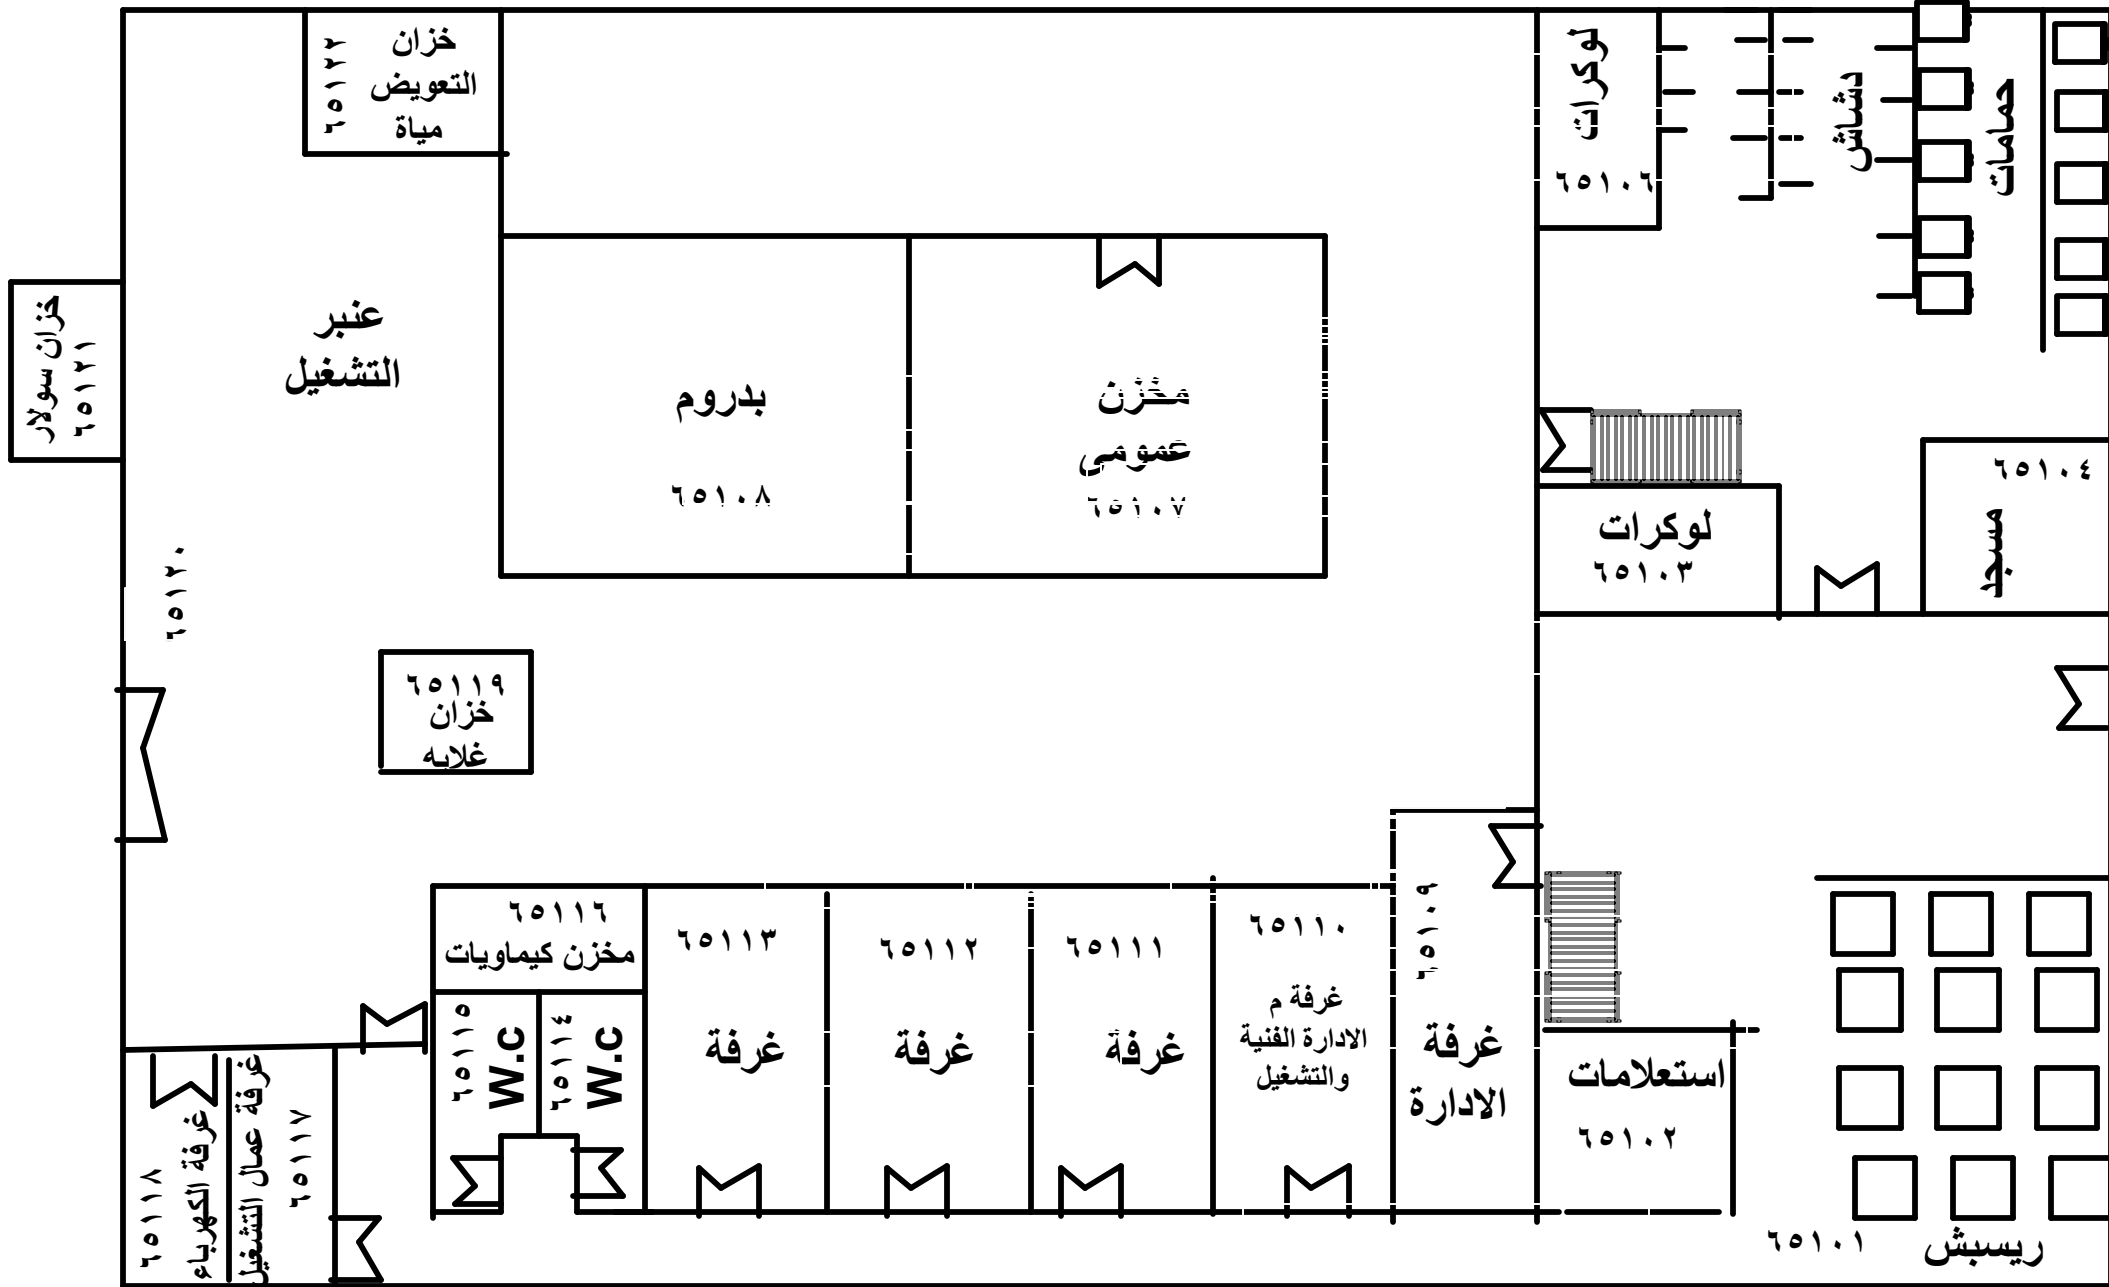 خزان
التعويض
مياة
٦٥١٢٢
لوكرات
٦٥١٠٦
دشاش
حمامات
خزان سولار
٦٥١٢١
عنبر
التشغيل
٦٥١٢٠
بدروم
٦٥١٠٨
مخزن
عمومي
٦٥١٠٧
لوكرات
٦٥١٠٣
٦٥١٠٤
مسجد
٦٥١١٩
خزان
غلايه
٦٥١١٦
مخزن كيماويات
٦٥١١٥
W.c
٦٥١١٤
W.c
٦٥١١٣
غرفة
٦٥١١٢
غرفة
٦٥١١١
غرفة
٦٥١١٠
غرفة م
الادارة الفنية
والتشغيل
٦٥١٠٩
غرفة
الادارة
استعلامات
٦٥١٠٢
٦٥١١٨
غرفة الكهرباء
غرفة عمال التشغيل
٦٥١١٧
ريسبش
٦٥١٠١